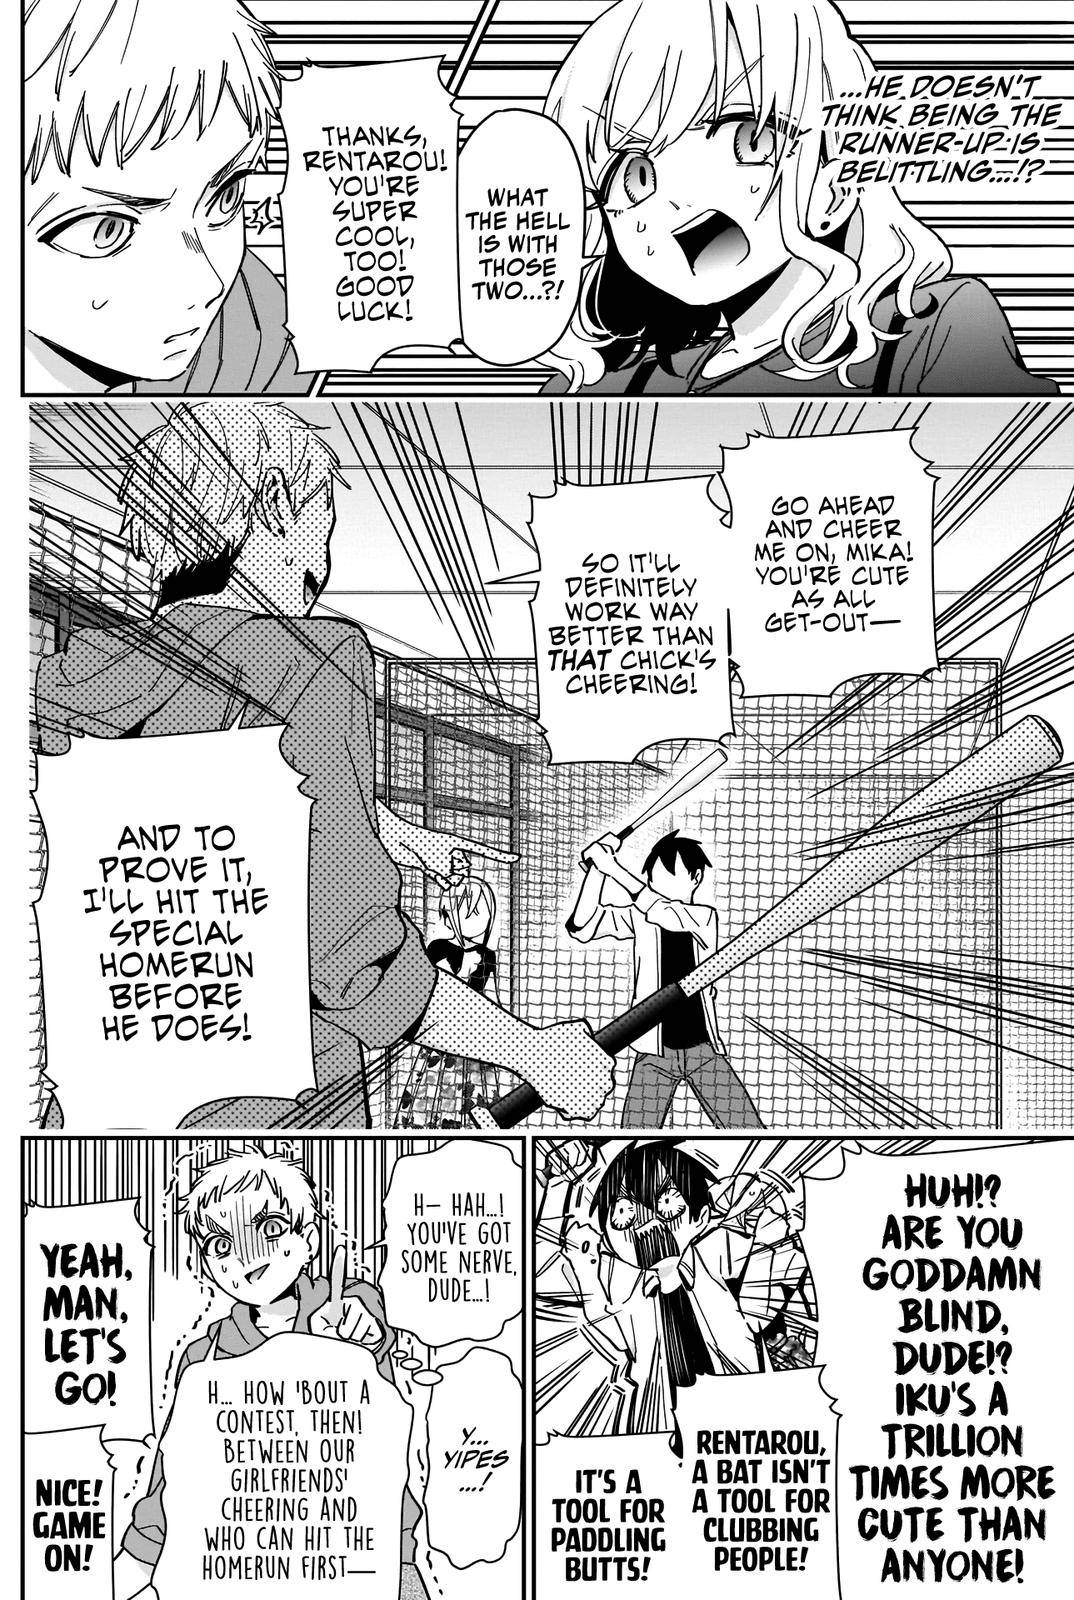 ...HE DOESN'T
THINK BEING THE
RUNNER-UP IS
BELITTLING...!?
WHAT
THE HELL
IS WITH
THOSE
TWO...?!
THANKS,
RENTAROU!
YOU'RE
SUPER
COOL,
TOO!
GOOD
LUCK!
GO AHEAD
AND CHEER
ME ON, MIKA!
YOU'RE CUTE
AS ALL
GET-OUT—
SO IT'LL
DEFINITELY
WORK WAY
BETTER THAN
THAT CHICK'S
CHEERING!
AND TO
PROVE IT,
I'LL HIT THE
SPECIAL
HOMERUN
BEFORE
HE DOES!
HUH!?
ARE YOU
GODDAMN
BLIND,
DUDE!?
IKU'S A
TRILLION
TIMES MORE
CUTE THAN
ANYONE!
RENTAROU,
A BAT ISN'T
A TOOL FOR
CLUBBING
PEOPLE!
IT'S A
TOOL FOR
PADDLING
BUTTS!
H— HAH...!
YOU'VE GOT
SOME NERVE,
DUDE...!
Y...
YIPES
...!
H... HOW 'BOUT A
CONTEST, THEN!
BETWEEN OUR
GIRLFRIENDS'
CHEERING AND
WHO CAN HIT THE
HOMERUN FIRST—
YEAH,
MAN,
LET'S
GO!
NICE!
GAME
ON!